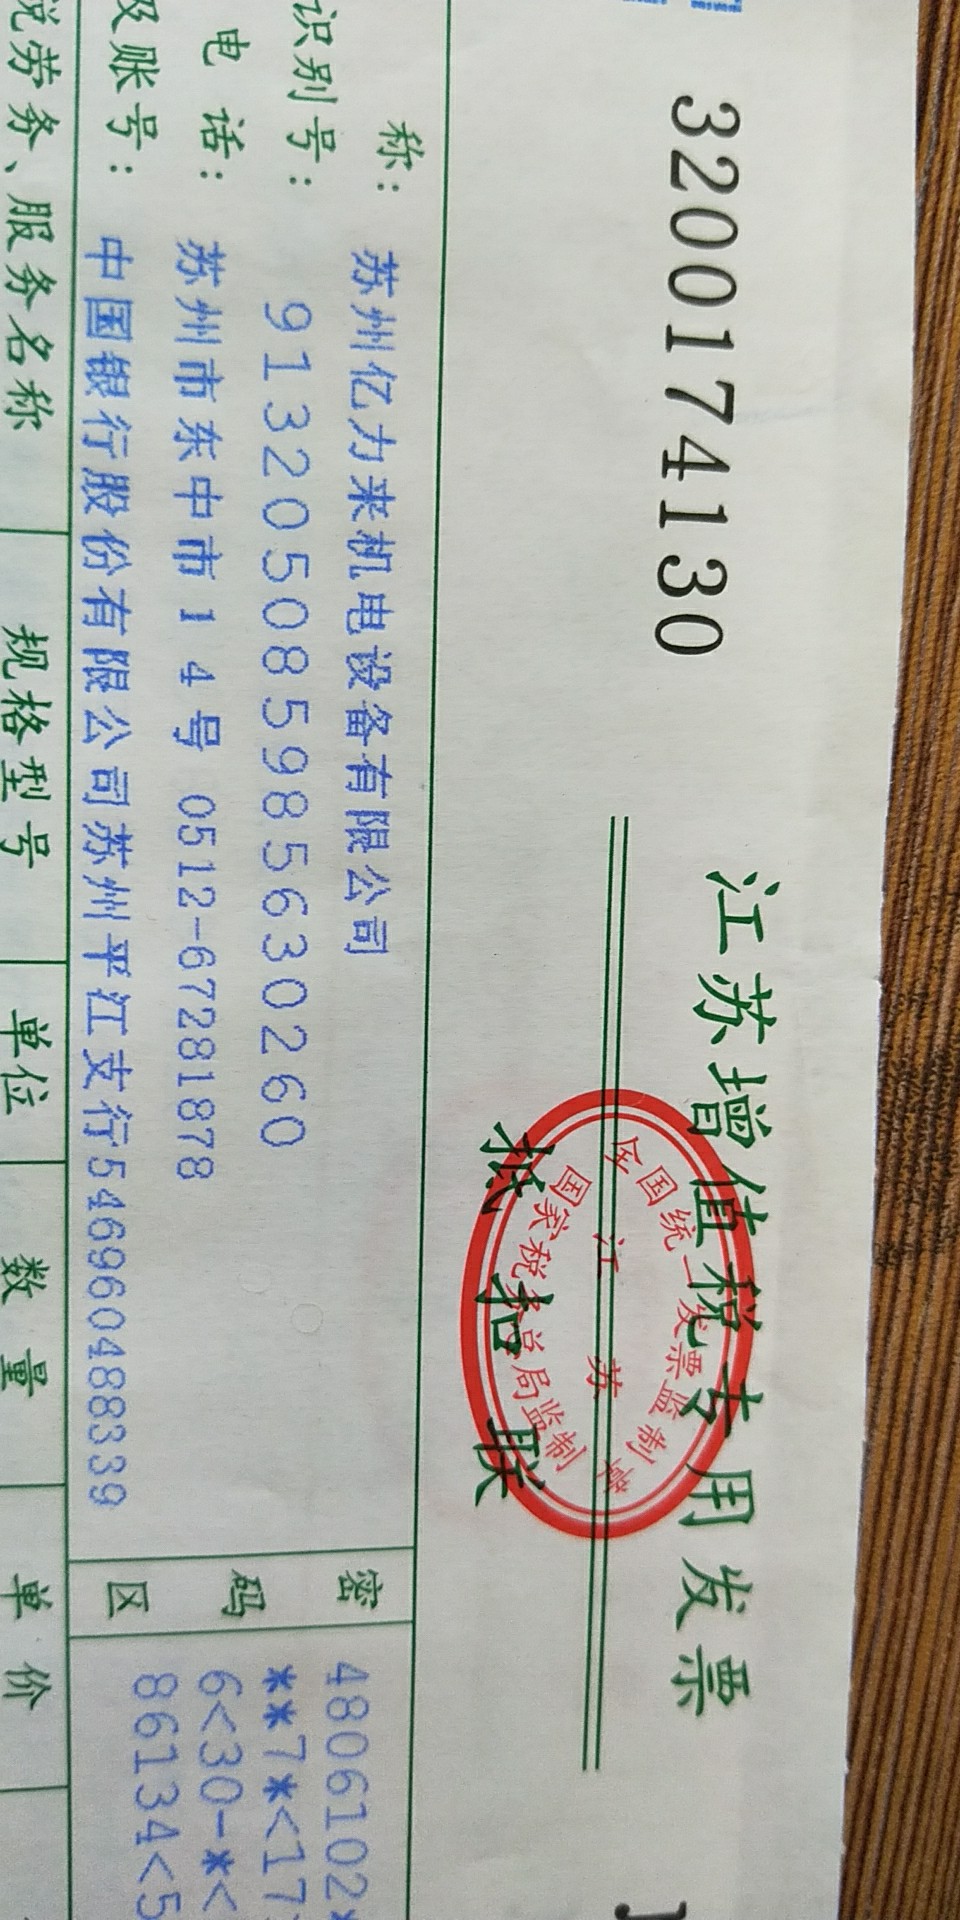 3200174130
江苏增值税专用发票
全国统一发票监制章
江苏
国家税务总局监制
抵扣联
称：苏州亿力来机电设备有限公司
识别号：913205085985630260
电话：苏州市东中市14号 0512-67281878
及账号：中国银行股份有限公司苏州平江支行546960488339
密码区
4806102*
**7*<17
6<30-*<
86134<5
税劳务、服务名称 规格型号 单位 数量 单价